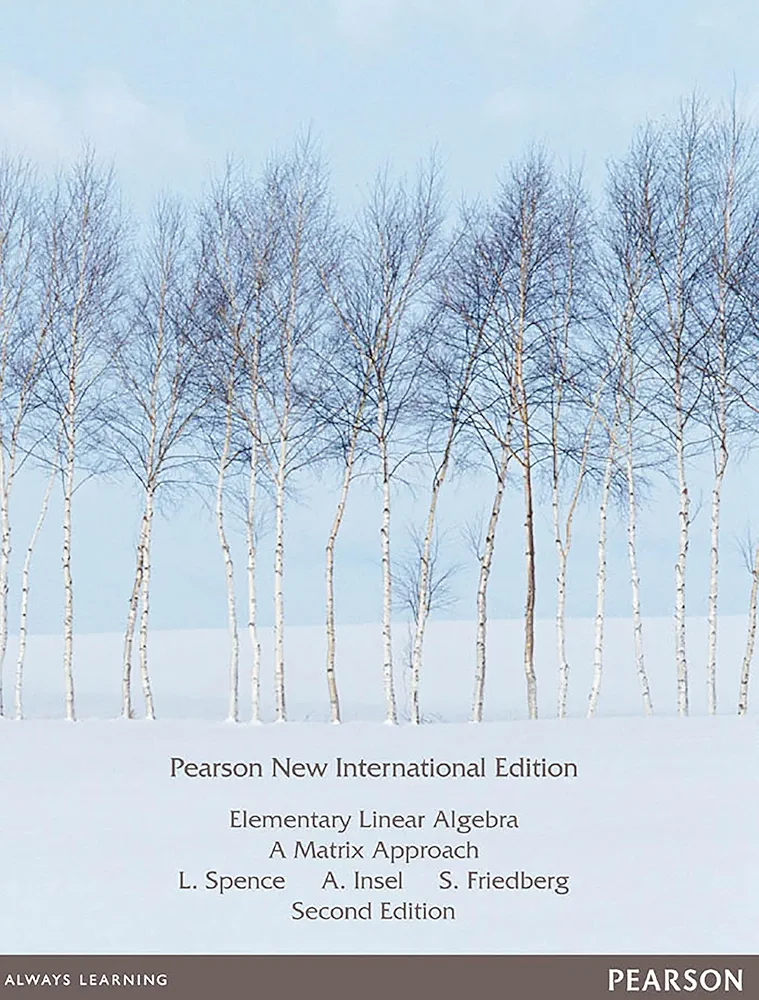 Pearson New International Edition
Elementary Linear Algebra
A Matrix Approach
L. Spence A. Insel S. Friedberg
Second Edition
ALWAYS LEARNING
PEARSON